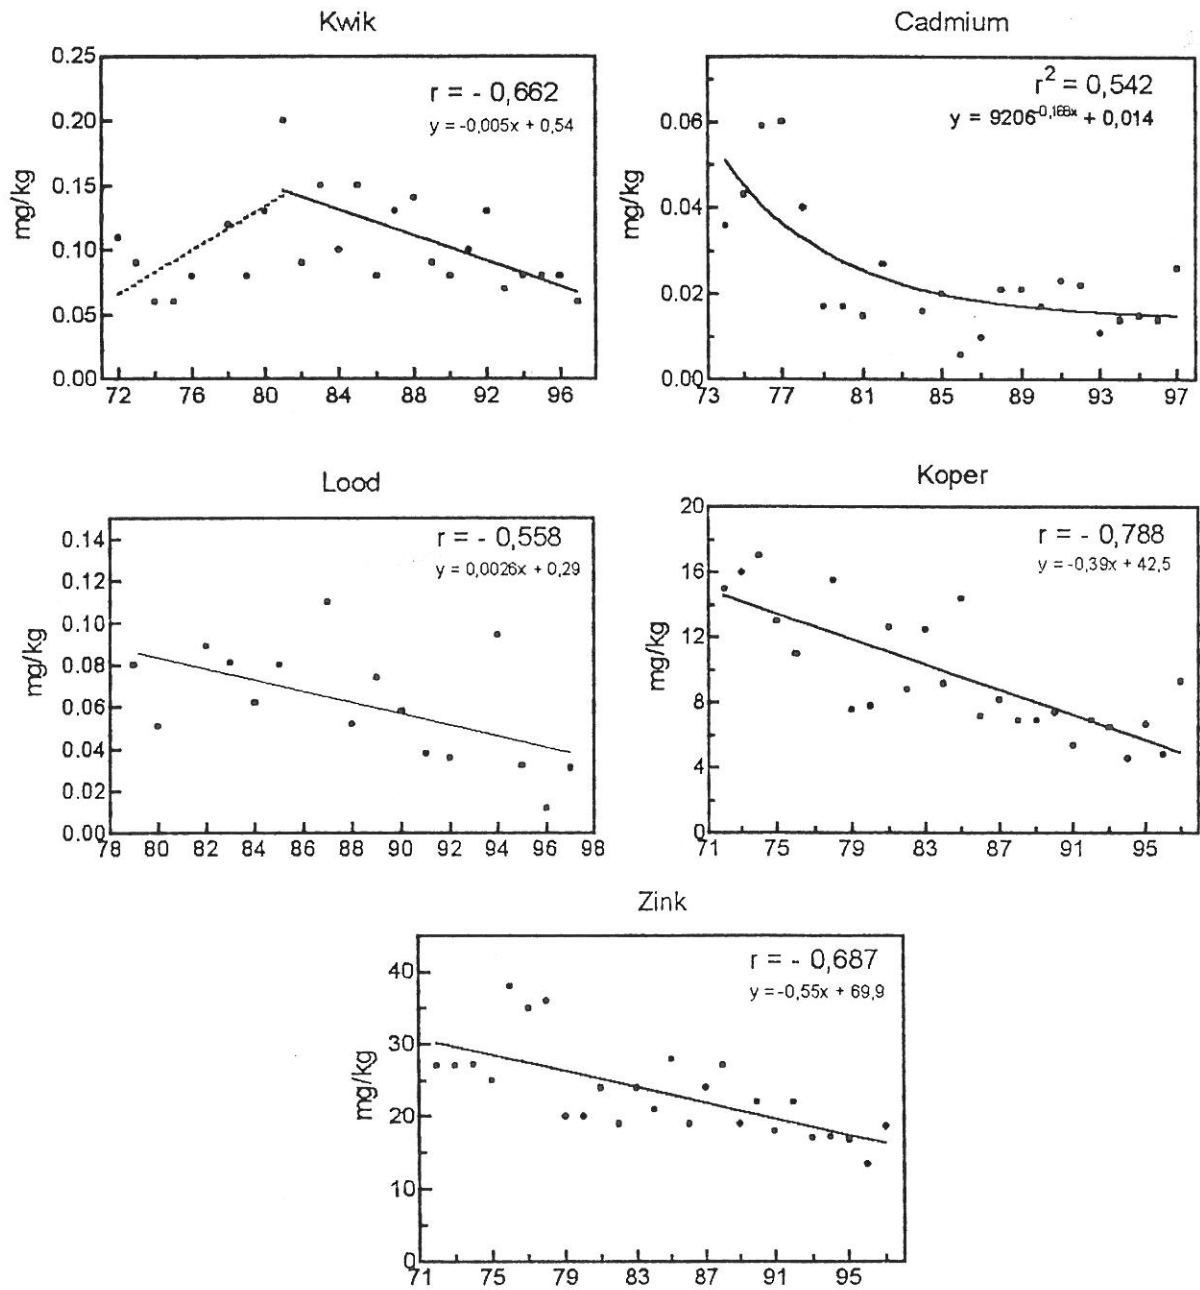 Kwik
0.25
0.20
0.15
0.10
0.05
0.00
mg/kg
r = - 0,662
y = -0,005x + 0,54
72 76 80 84 88 92 96
Cadmium
0.06
0.04
0.02
0.00
mg/kg
r2 = 0,542
y = 9206-0,168x + 0,014
73 77 81 85 89 93 97
Lood
0.14
0.12
0.10
0.08
0.06
0.04
0.02
0.00
mg/kg
r = - 0,558
y = 0,0026x + 0,29
78 80 82 84 86 88 90 92 94 96 98
Koper
20
16
12
8
4
0
mg/kg
r = - 0,788
y = -0,39x + 42,5
71 75 79 83 87 91 95
Zink
40
30
20
10
0
mg/kg
r = - 0,687
y = -0,55x + 69,9
71 75 79 83 87 91 95